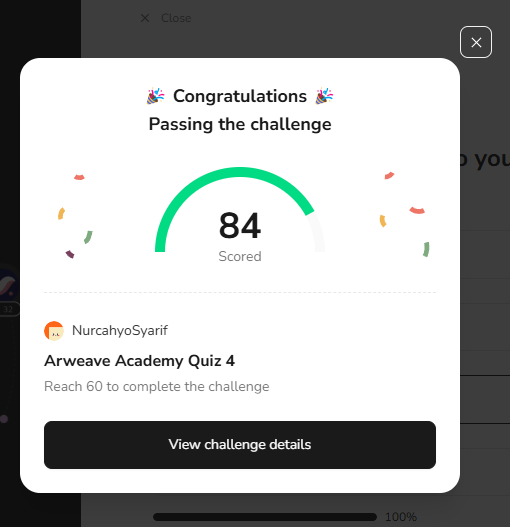 Close
Congratulations
Passing the challenge
84
Scored
NurcahyoSyarif
Arweave Academy Quiz 4
Reach 60 to complete the challenge
View challenge details
100%